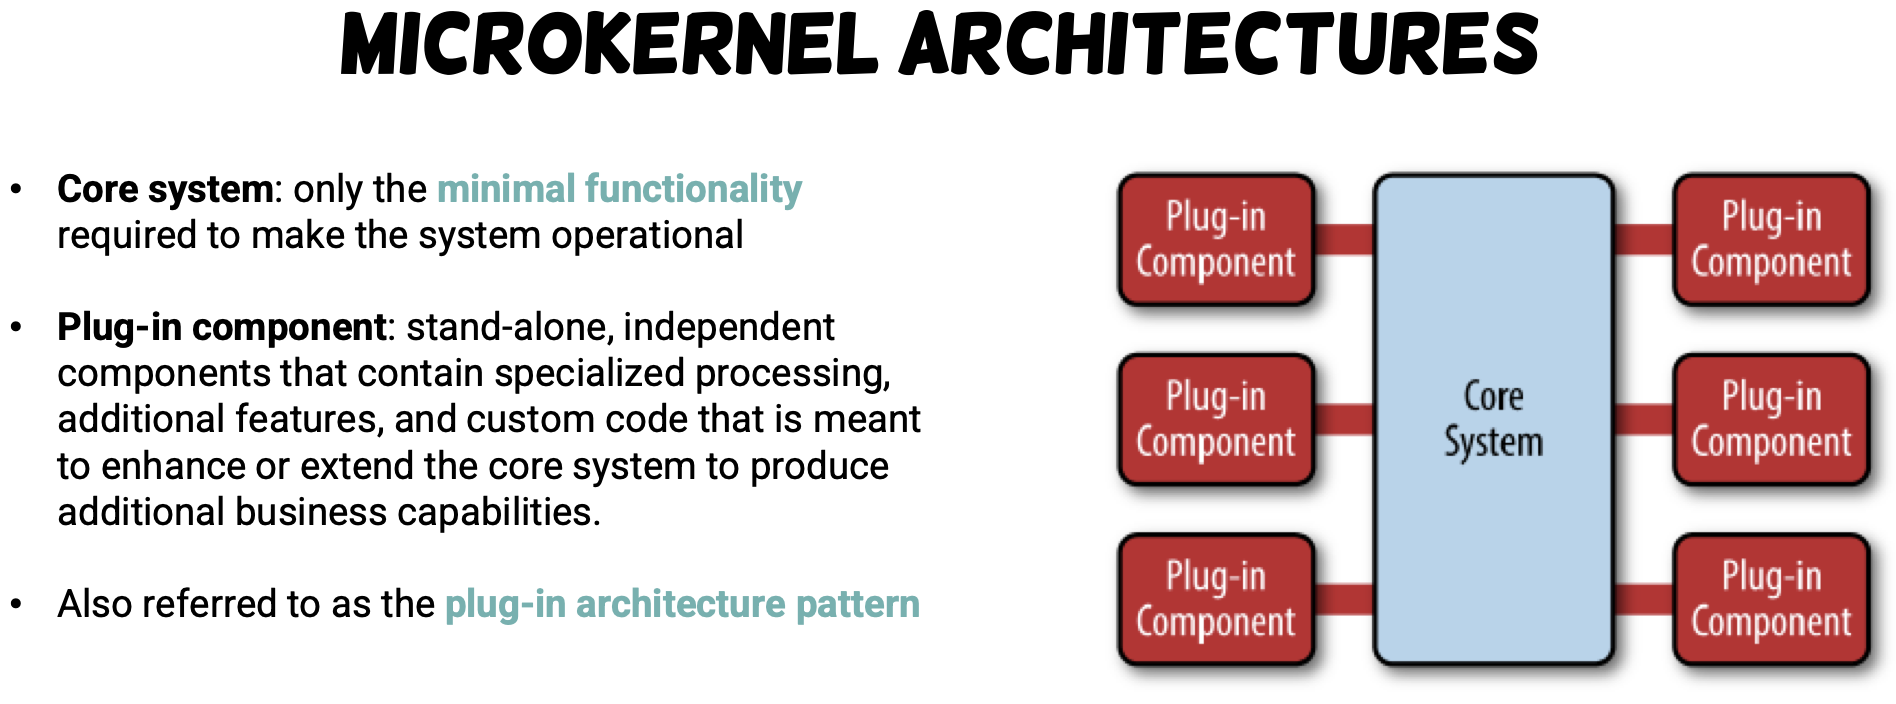 MICROKERNEL ARCHITECTURES
• Core system: only the minimal functionality
required to make the system operational
• Plug-in component: stand-alone, independent
components that contain specialized processing,
additional features, and custom code that is meant
to enhance or extend the core system to produce
additional business capabilities.
• Also referred to as the plug-in architecture pattern
Plug-in
Component
Plug-in
Component
Plug-in
Component
Core
System
Plug-in
Component
Plug-in
Component
Plug-in
Component